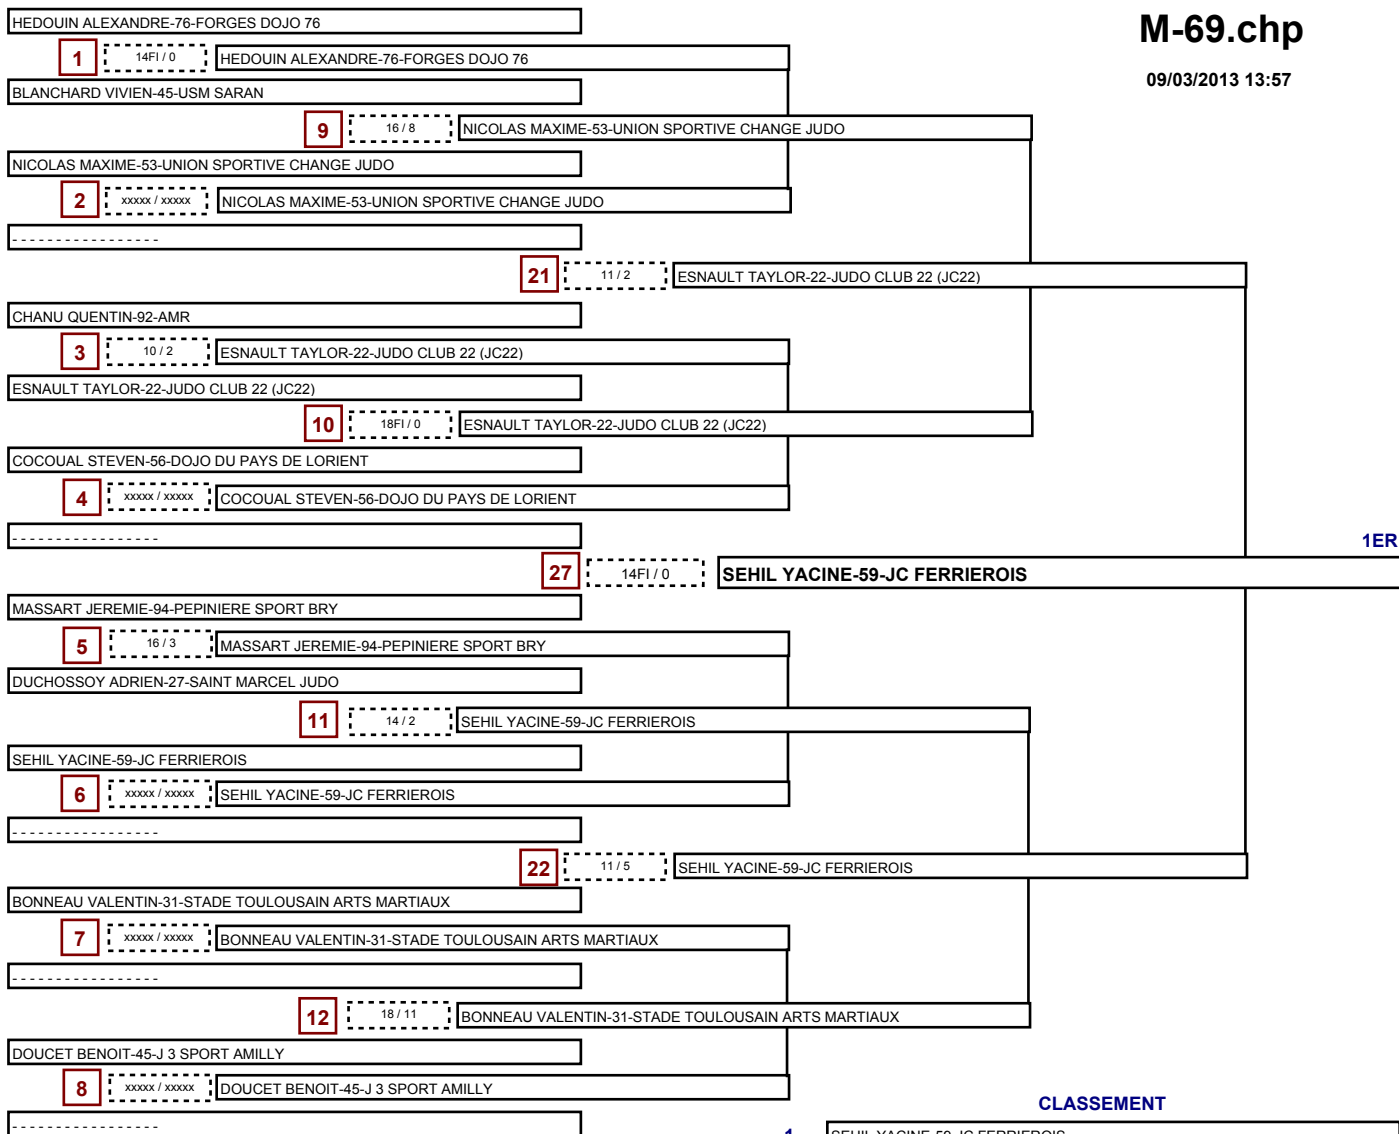 HEDOUIN ALEXANDRE-76-FORGES DOJO 76
M-69.chp
1 14FI / 0 HEDOUIN ALEXANDRE-76-FORGES DOJO 76
09/03/2013 13:57
BLANCHARD VIVIEN-45-USM SARAN
9 16 / 8 NICOLAS MAXIME-53-UNION SPORTIVE CHANGE JUDO
NICOLAS MAXIME-53-UNION SPORTIVE CHANGE JUDO
2 xxxxx / xxxxx NICOLAS MAXIME-53-UNION SPORTIVE CHANGE JUDO
- - - - - - - - - - - - - - - - -
21 11 / 2 ESNAULT TAYLOR-22-JUDO CLUB 22 (JC22)
CHANU QUENTIN-92-AMR
3 10 / 2 ESNAULT TAYLOR-22-JUDO CLUB 22 (JC22)
ESNAULT TAYLOR-22-JUDO CLUB 22 (JC22)
10 18FI / 0 ESNAULT TAYLOR-22-JUDO CLUB 22 (JC22)
COCOUAL STEVEN-56-DOJO DU PAYS DE LORIENT
4 xxxxx / xxxxx COCOUAL STEVEN-56-DOJO DU PAYS DE LORIENT
- - - - - - - - - - - - - - - - -
1ER
27 14FI / 0 SEHIL YACINE-59-JC FERRIEROIS
MASSART JEREMIE-94-PEPINIERE SPORT BRY
5 16 / 3 MASSART JEREMIE-94-PEPINIERE SPORT BRY
DUCHOSSOY ADRIEN-27-SAINT MARCEL JUDO
11 14 / 2 SEHIL YACINE-59-JC FERRIEROIS
SEHIL YACINE-59-JC FERRIEROIS
6 xxxxx / xxxxx SEHIL YACINE-59-JC FERRIEROIS
- - - - - - - - - - - - - - - - -
22 11 / 5 SEHIL YACINE-59-JC FERRIEROIS
BONNEAU VALENTIN-31-STADE TOULOUSAIN ARTS MARTIAUX
7 xxxxx / xxxxx BONNEAU VALENTIN-31-STADE TOULOUSAIN ARTS MARTIAUX
- - - - - - - - - - - - - - - - -
12 18 / 11 BONNEAU VALENTIN-31-STADE TOULOUSAIN ARTS MARTIAUX
DOUCET BENOIT-45-J 3 SPORT AMILLY
8 xxxxx / xxxxx DOUCET BENOIT-45-J 3 SPORT AMILLY
CLASSEMENT
- - - - - - - - - - - - - - - - -
1 SEHIL YACINE-59-JC FERRIEROIS